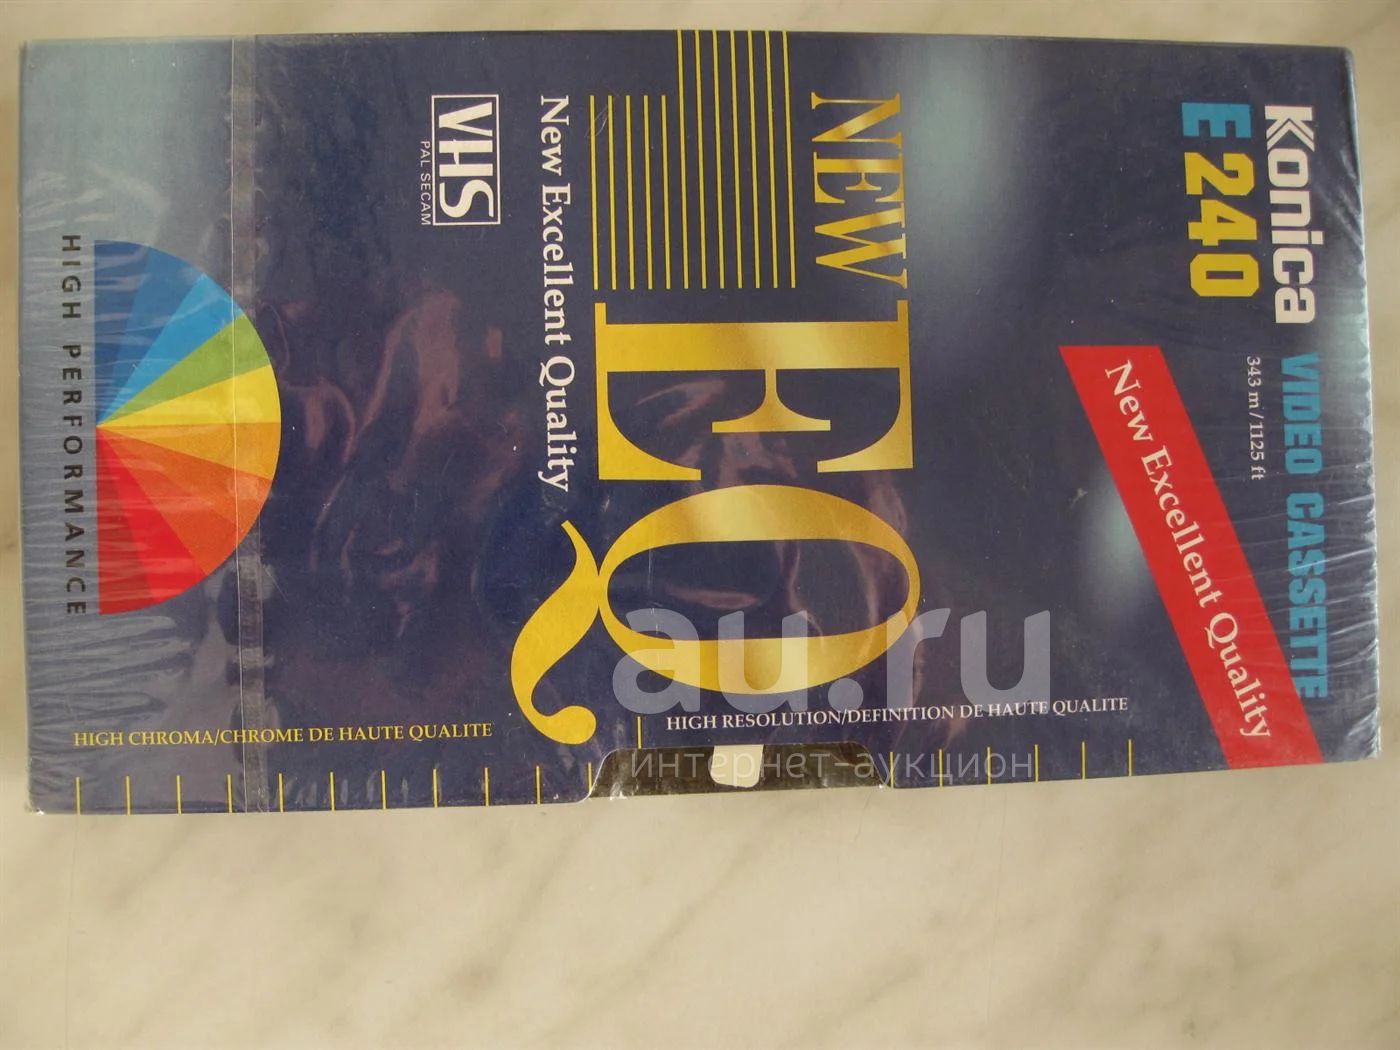 Konica VIDEO CASSETTE
E 240
343 m/1125 ft
New Excellent Quality
NEW EQ
New Excellent Quality
VHS
PAL SECAM
HIGH PERFORMANCE
HIGH RESOLUTION/DEFINITION DE HAUTE QUALITE
HIGH CHROMA/CHROME DE HAUTE QUALITE
au.ru
интернет-аукцион